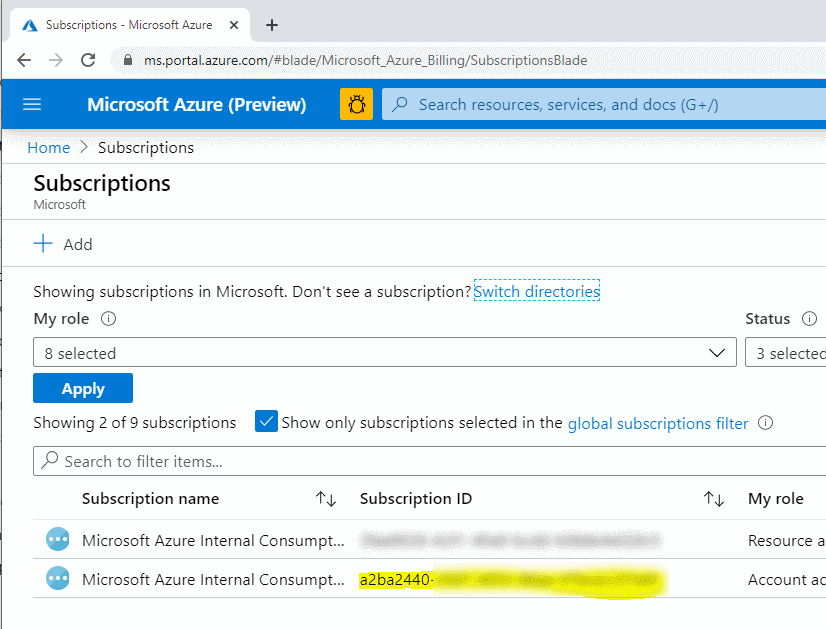 Subscriptions - Microsoft Azure
ms.portal.azure.com/#blade/Microsoft_Azure_Billing/SubscriptionsBlade
Microsoft Azure (Preview)
Search resources, services, and docs (G+/)
Home > Subscriptions
Subscriptions
Microsoft
Add
Showing subscriptions in Microsoft. Don't see a subscription? Switch directories
My role
Status
8 selected
3 selected
Apply
Showing 2 of 9 subscriptions
Show only subscriptions selected in the global subscriptions filter
Search to filter items...
Subscription name
Subscription ID
My role
Microsoft Azure Internal Consumpt...
Resource a
Microsoft Azure Internal Consumpt...
a2ba2440-
Account ad